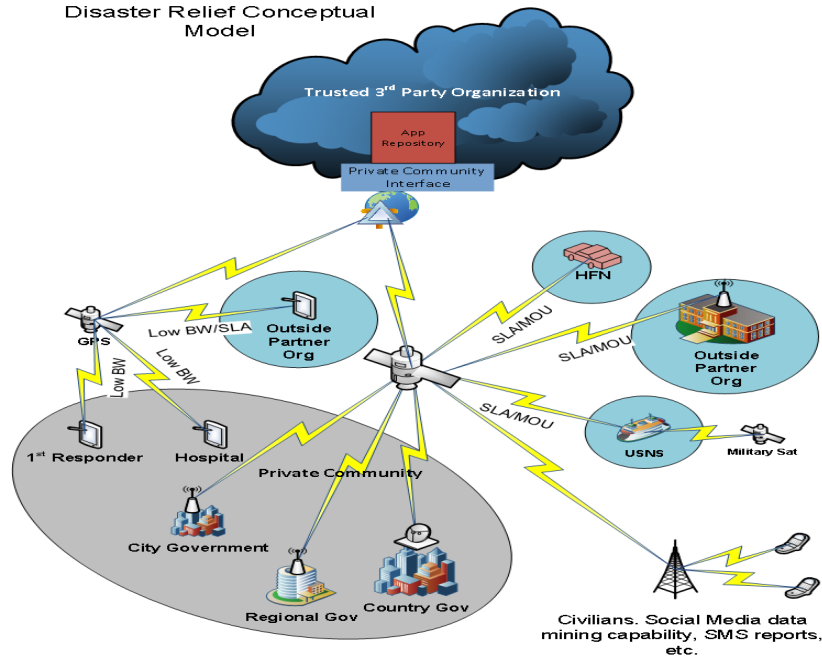 Disaster Relief Conceptual
Model
Trusted 3rd Party Organization
App
Repository
Private Community
Interface
HFN
SLA/MOU
Outside
Partner
Org
SLA/MOU
GPS
Low BW/SLA
Outside
Partner
Org
Low BW
Low BW
SLA/MOU
USNS
Military Sat
1st Responder
Hospital
Private Community
City Government
Regional Gov
Country Gov
Civilians. Social Media data
mining capability, SMS reports,
etc.